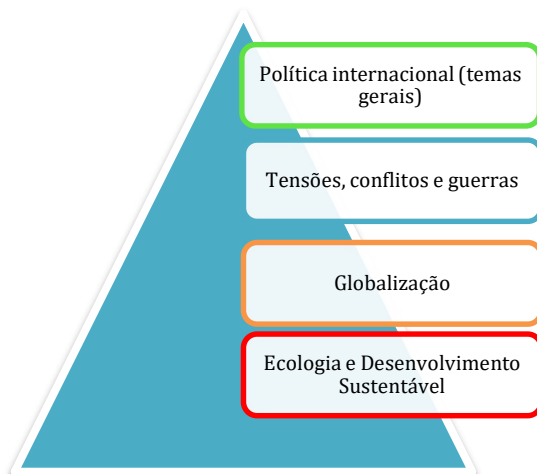 Política internacional (temas
gerais)
Tensões, conflitos e guerras
Globalização
Ecologia e Desenvolvimento
Sustentável